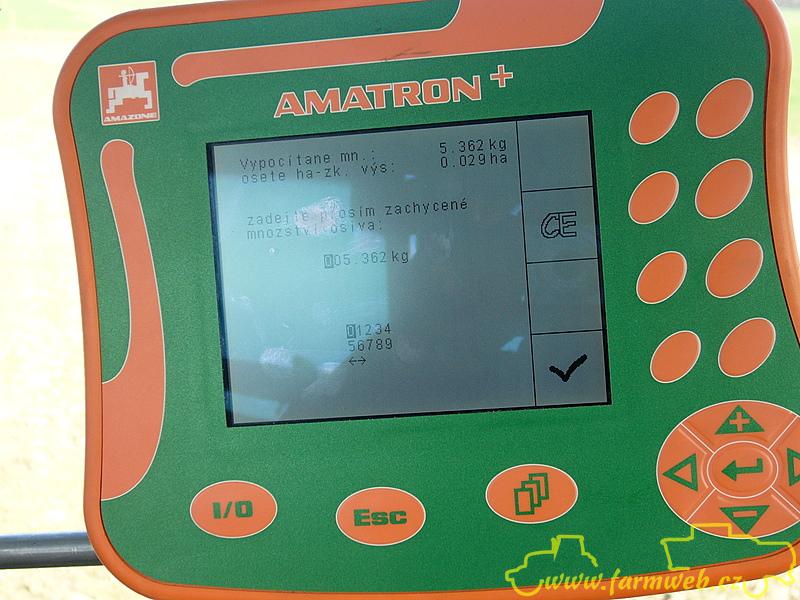 AMAZONE
AMATRON+
Vypocítane mn.: 5.362 kg
osete ha-zk. výs: 0.029 ha
zadejte prosím zachycené
mnozství osiva:
005.362 kg
CE
01234
56789
I/O
Esc
www.farmweb.cz